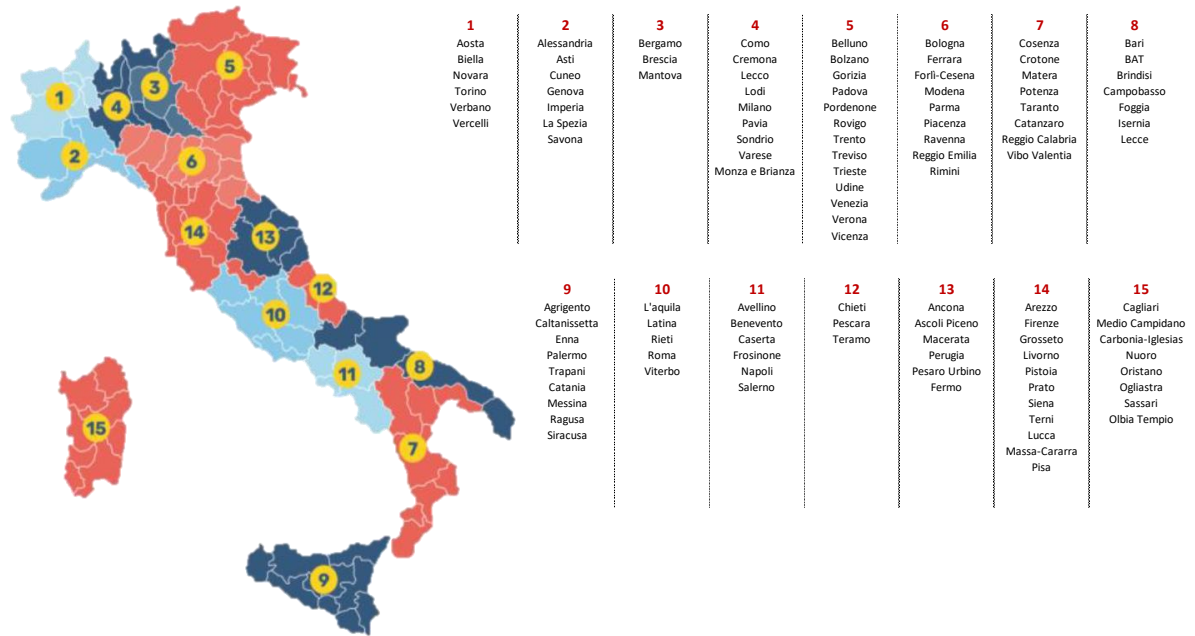 1
Aosta
Biella
Novara
Torino
Verbano
Vercelli
2
Alessandria
Asti
Cuneo
Genova
Imperia
La Spezia
Savona
3
Bergamo
Brescia
Mantova
4
Como
Cremona
Lecco
Lodi
Milano
Pavia
Sondrio
Varese
Monza e Brianza
5
Belluno
Bolzano
Gorizia
Padova
Pordenone
Rovigo
Trento
Treviso
Trieste
Udine
Venezia
Verona
Vicenza
6
Bologna
Ferrara
Forlì-Cesena
Modena
Parma
Piacenza
Ravenna
Reggio Emilia
Rimini
7
Cosenza
Crotone
Matera
Potenza
Taranto
Catanzaro
Reggio Calabria
Vibo Valentia
8
Bari
BAT
Brindisi
Campobasso
Foggia
Isernia
Lecce
9
Agrigento
Caltanissetta
Enna
Palermo
Trapani
Catania
Messina
Ragusa
Siracusa
10
L'aquila
Latina
Rieti
Roma
Viterbo
11
Avellino
Benevento
Caserta
Frosinone
Napoli
Salerno
12
Chieti
Pescara
Teramo
13
Ancona
Ascoli Piceno
Macerata
Perugia
Pesaro Urbino
Fermo
14
Arezzo
Firenze
Grosseto
Livorno
Pistoia
Prato
Siena
Terni
Lucca
Massa-Cararra
Pisa
15
Cagliari
Medio Campidano
Carbonia-Iglesias
Nuoro
Oristano
Ogliastra
Sassari
Olbia Tempio
5
3
1
4
2
6
14
13
12
10
8
11
15
7
9